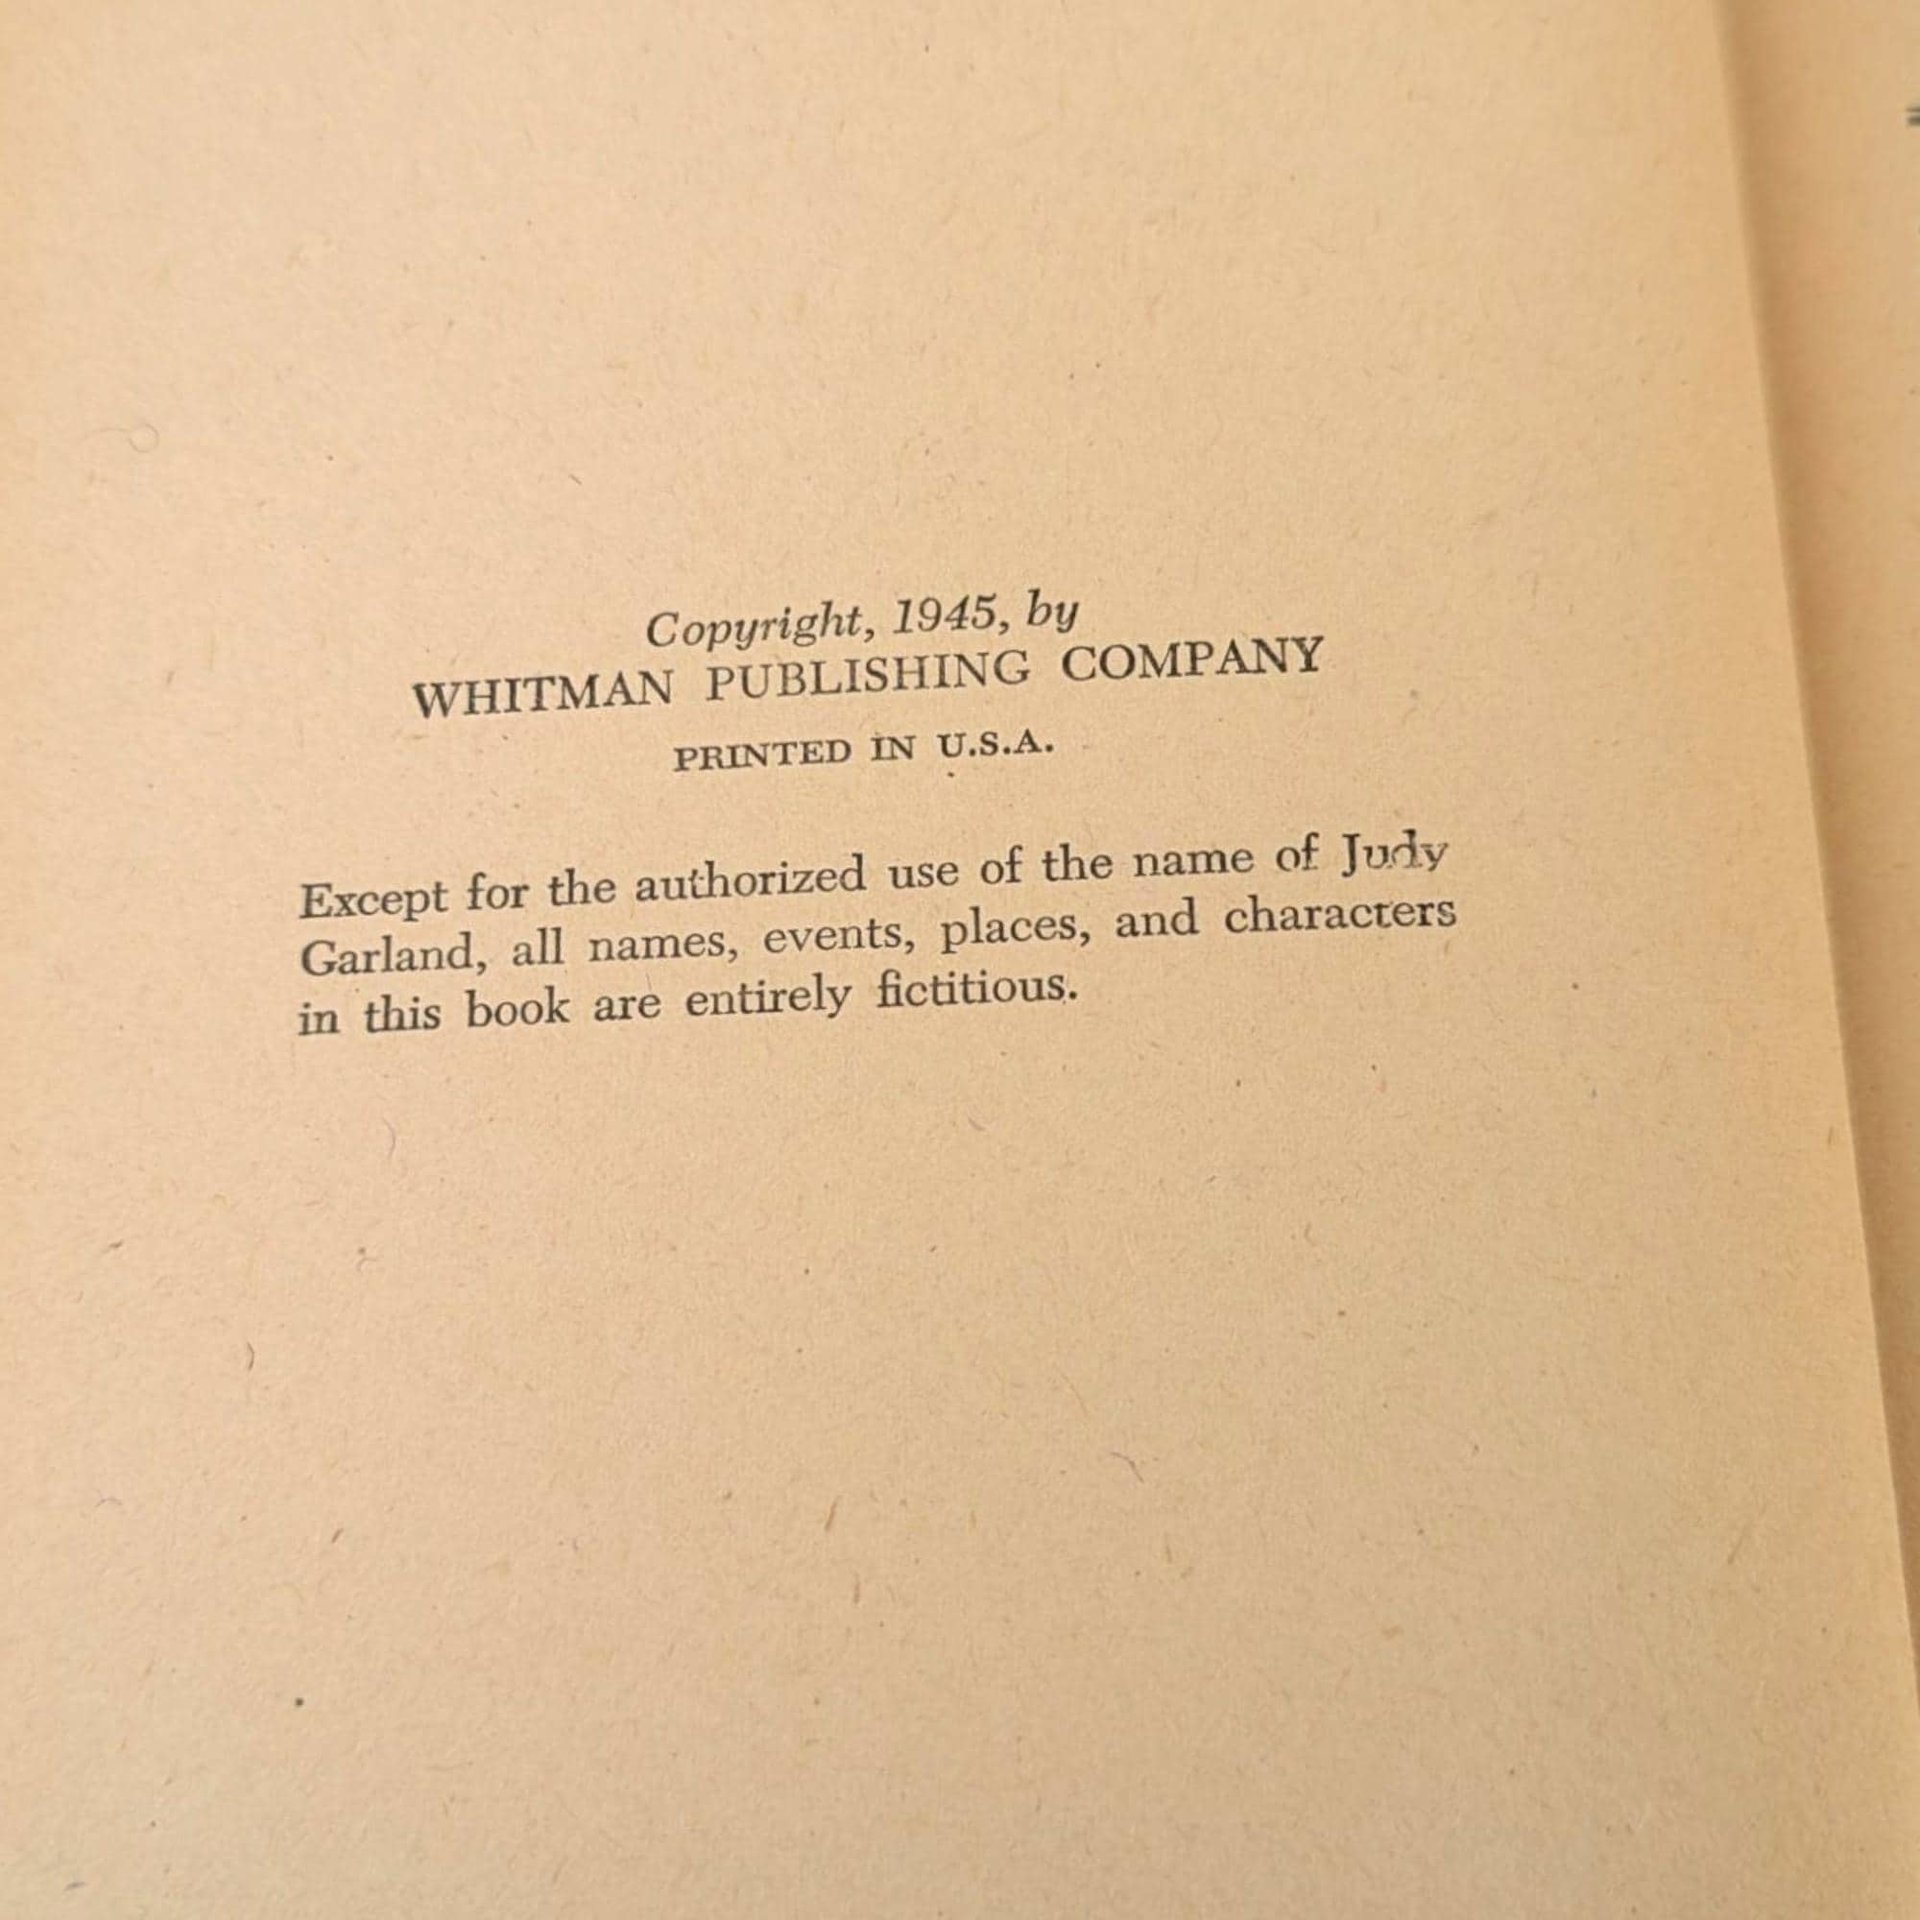 Copyright, 1945, by
WHITMAN PUBLISHING COMPANY
PRINTED IN U.S.A.
Except for the authorized use of the name of Judy
Garland, all names, events, places, and characters
in this book are entirely fictitious.